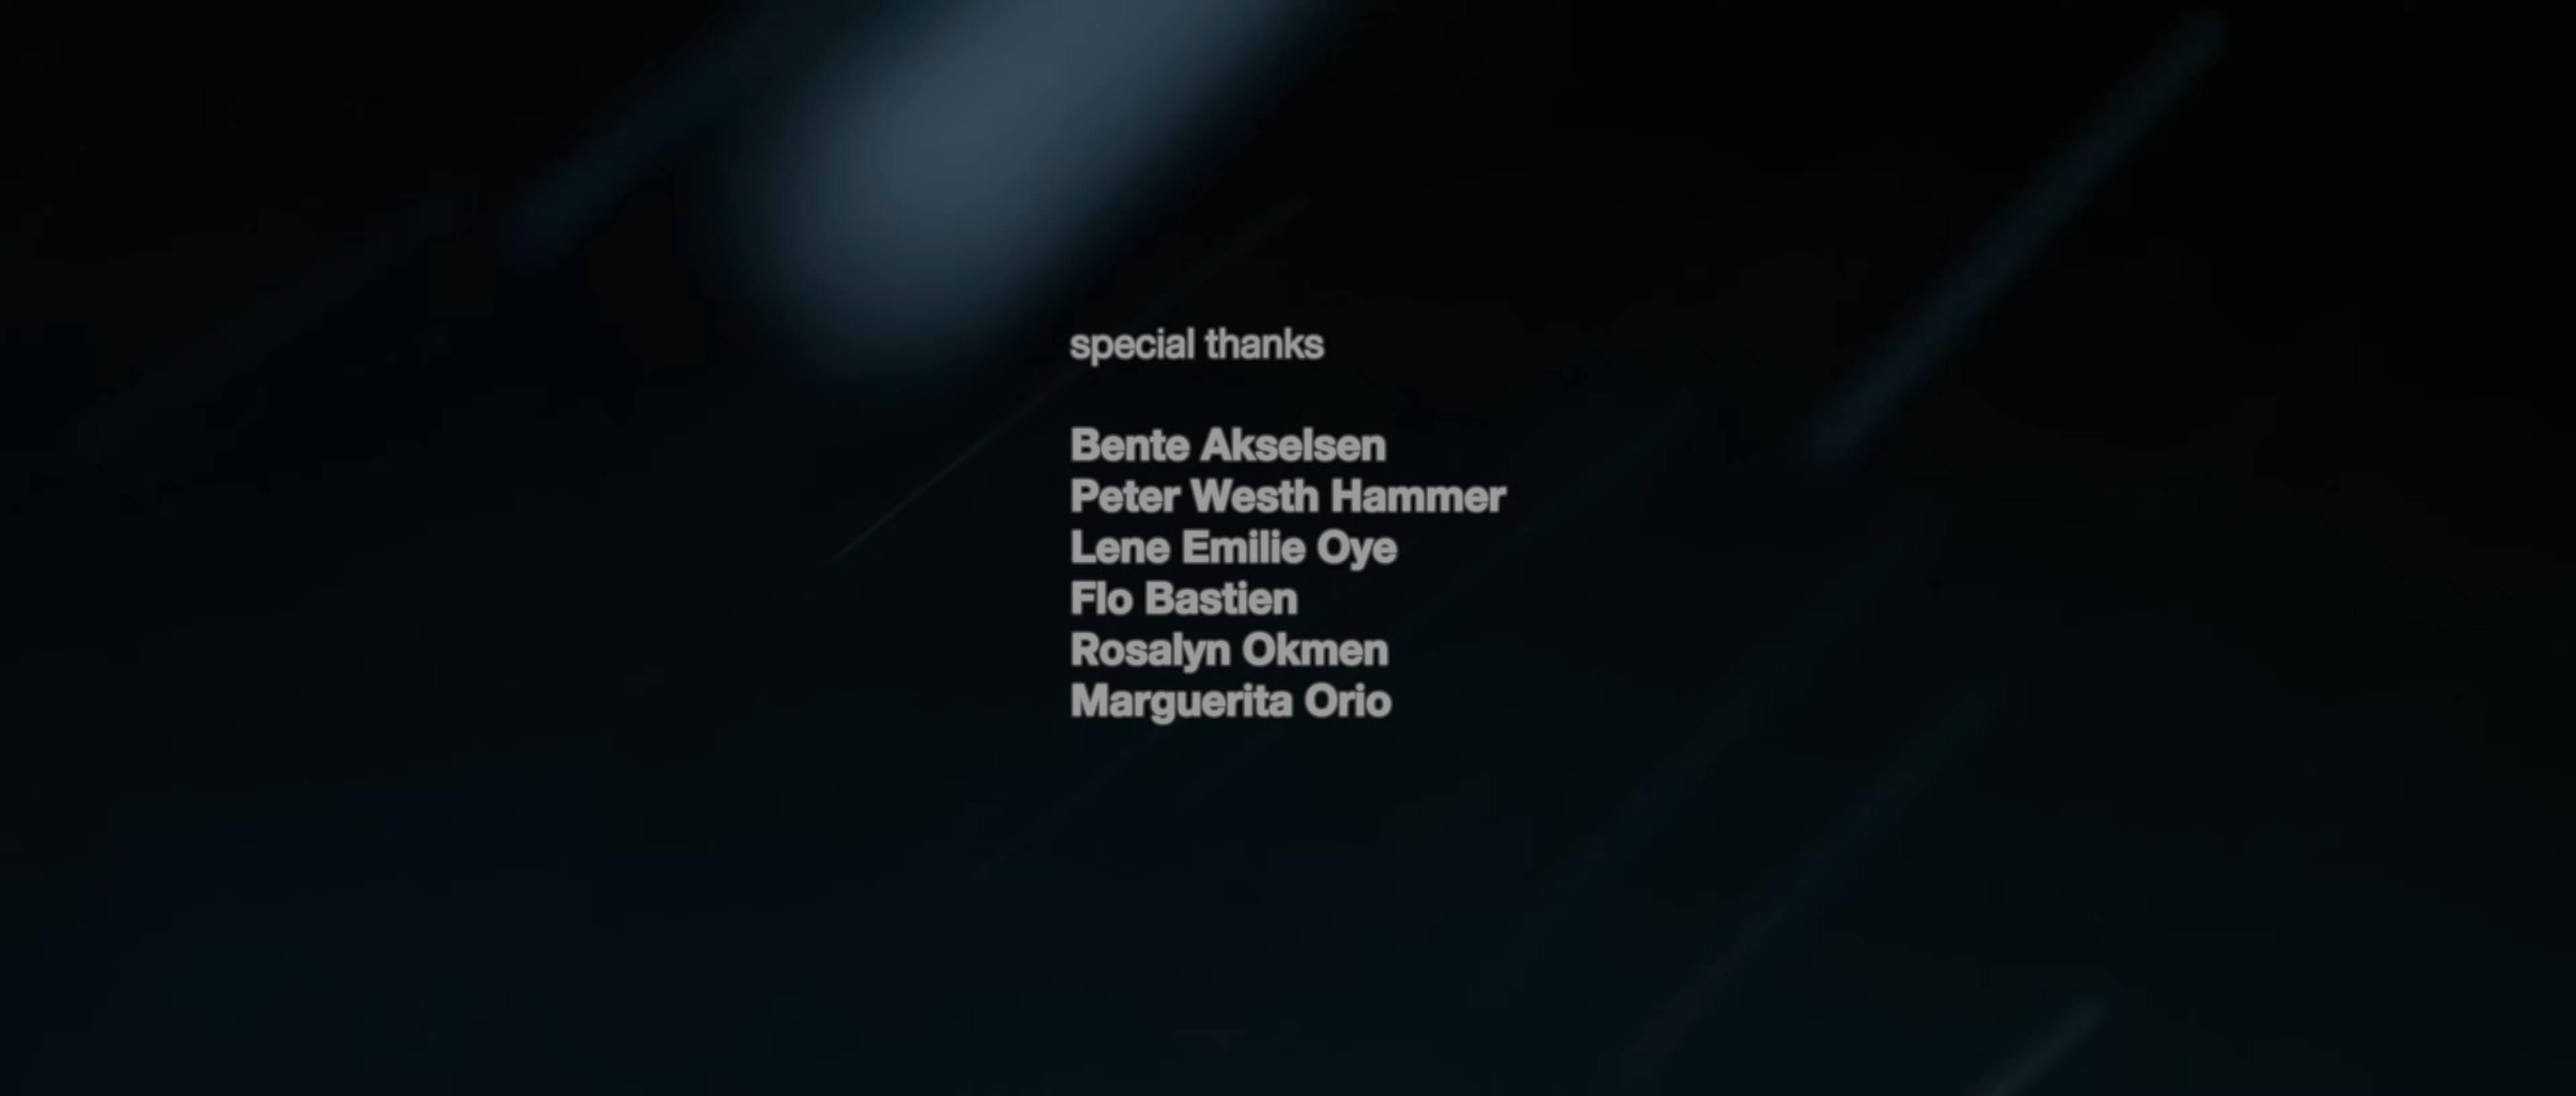 special thanks
Bente Akselsen
Peter Westh Hammer
Lene Emilie Oye
Flo Bastien
Rosalyn Okmen
Marguerita Orio